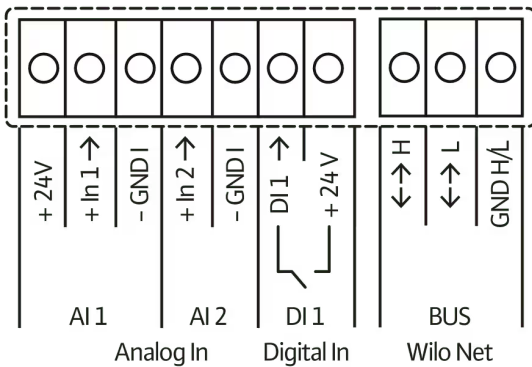 + 24V
+ In 1 →
- GND I
+ In 2 →
- GND I
DI 1 →
+ 24 V
↔ H
↔ L
GND H/L
AI 1
AI 2
DI 1
BUS
Analog In
Digital In
Wilo Net